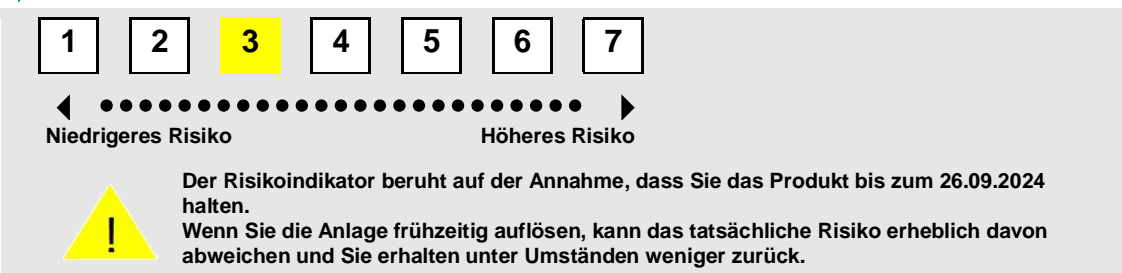 1 2 3 4 5 6 7
Niedrigeres Risiko Höheres Risiko
Der Risikoindikator beruht auf der Annahme, dass Sie das Produkt bis zum 26.09.2024
halten.
Wenn Sie die Anlage frühzeitig auflösen, kann das tatsächliche Risiko erheblich davon
! abweichen und Sie erhalten unter Umständen weniger zurück.